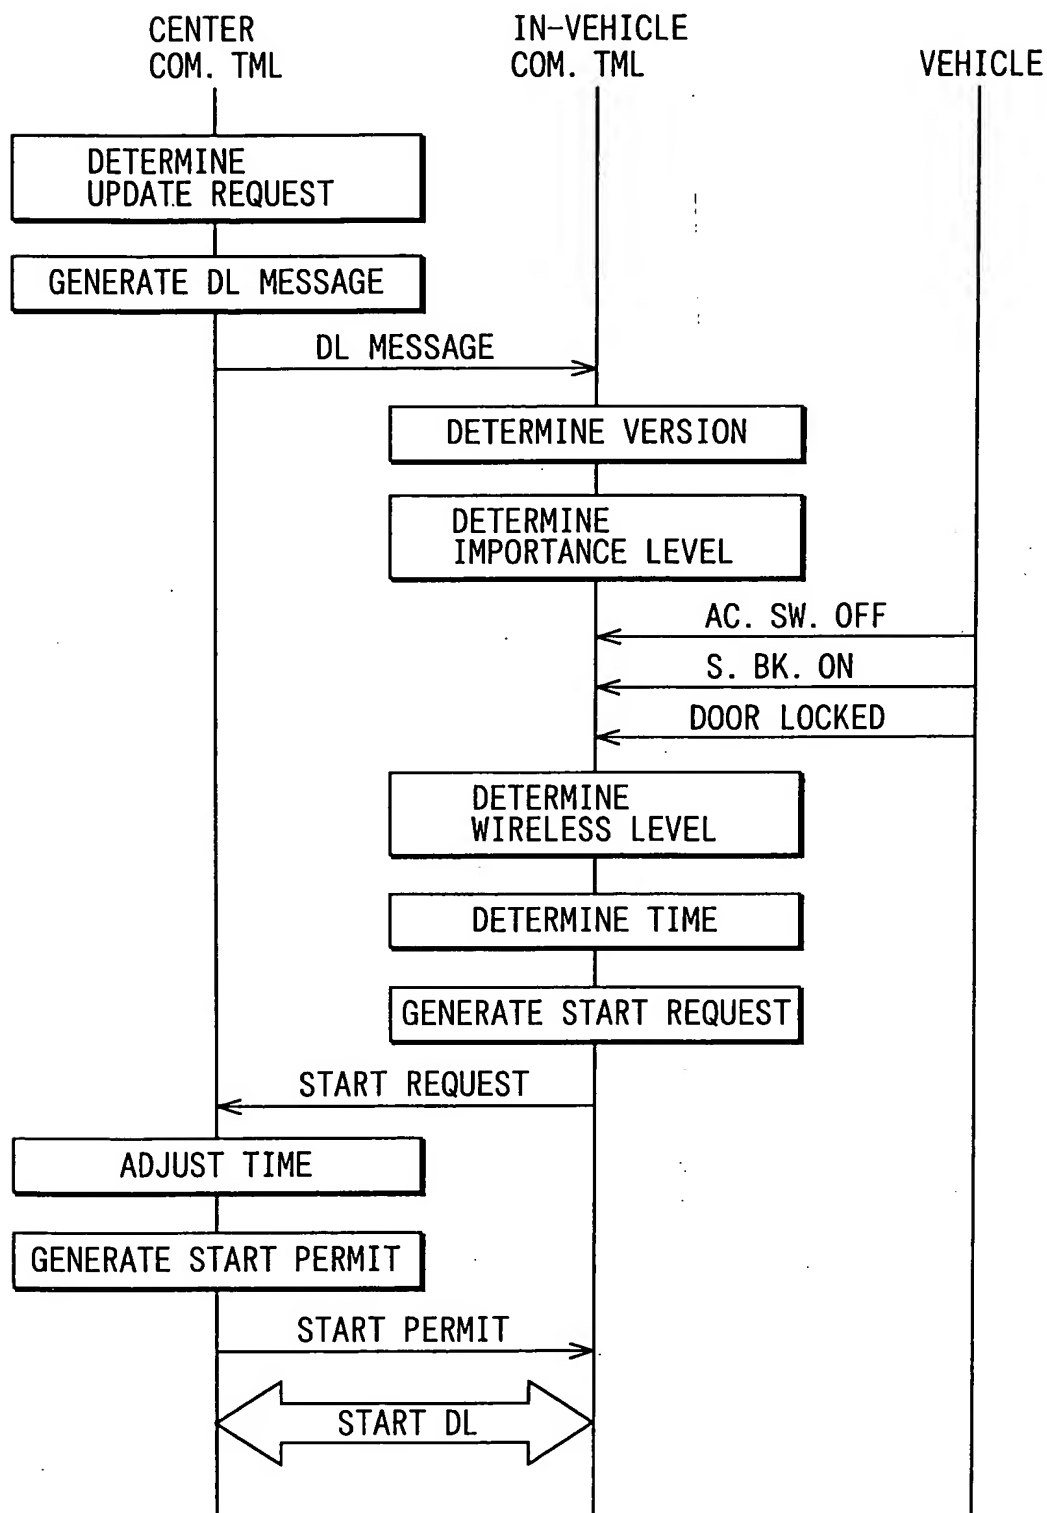 CENTER
COM. TML
IN-VEHICLE
COM. TML
VEHICLE
DETERMINE
UPDATE REQUEST
GENERATE DL MESSAGE
DL MESSAGE
DETERMINE VERSION
DETERMINE
IMPORTANCE LEVEL
AC. SW. OFF
S. BK. ON
DOOR LOCKED
DETERMINE
WIRELESS LEVEL
DETERMINE TIME
GENERATE START REQUEST
START REQUEST
ADJUST TIME
GENERATE START PERMIT
START PERMIT
START DL